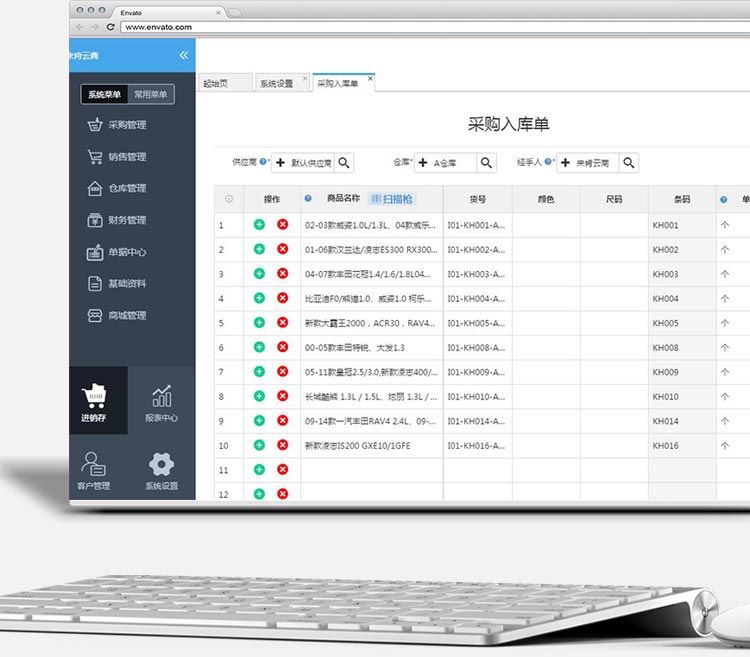 Envato
www.envato.com
来肯云商
起始页 系统设置 采购入库单
系统菜单 常用菜单
采购管理
销售管理
仓库管理
财务管理
单据中心
基础资料
商城管理
进销存 报表中心
客户管理 系统设置
采购入库单
供应商 * 默认供应商 仓库* A仓库 经手人 * 来肯云商
操作 商品名称 扫描枪 货号 颜色 尺码 条码 单
1 02-03款威姿1.0L/1.3L、04款威乐... I01-KH001-A... KH001 个
2 01-06款汉兰达/凌志ES300 RX300... I01-KH002-A... KH002 个
3 04-07款丰田花冠1.4/1.6/1.8L04... I01-KH003-A... KH003 个
4 比亚迪F0/熊猫1.0、威姿1.0 柯乐... I01-KH004-A... KH004 个
5 新款大霸王2000，ACR30，RAV4... I01-KH005-A... KH005 个
6 00-05款丰田特锐、大发1.3 I01-KH008-A... KH008 个
7 05-11款皇冠2.5/3.0,新款凌志400/... I01-KH009-A... KH009 个
8 长城酷熊 1.3L / 1.5L、炫丽 1.3L /... I01-KH010-A... KH010 个
9 09-14款一汽丰田RAV4 2.4L、09-... I01-KH014-A... KH014 个
10 新款凌志IS200 GXE10/1GFE I01-KH016-A... KH016 个
11
12